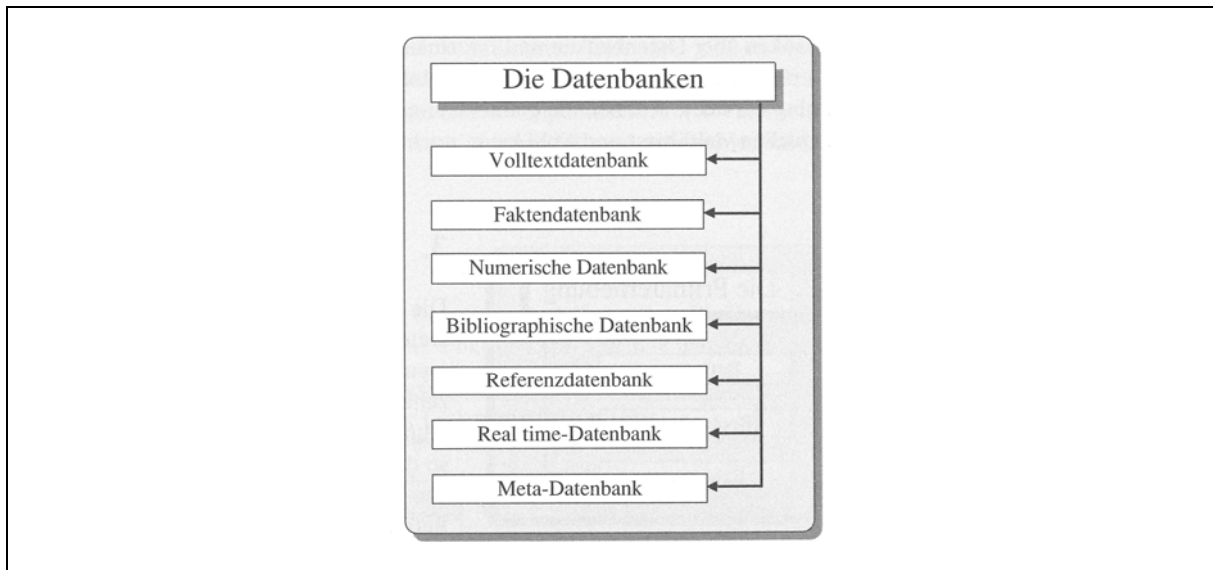 Die Datenbanken
Volltextdatenbank
Faktendatenbank
Numerische Datenbank
Bibliographische Datenbank
Referenzdatenbank
Real time-Datenbank
Meta-Datenbank